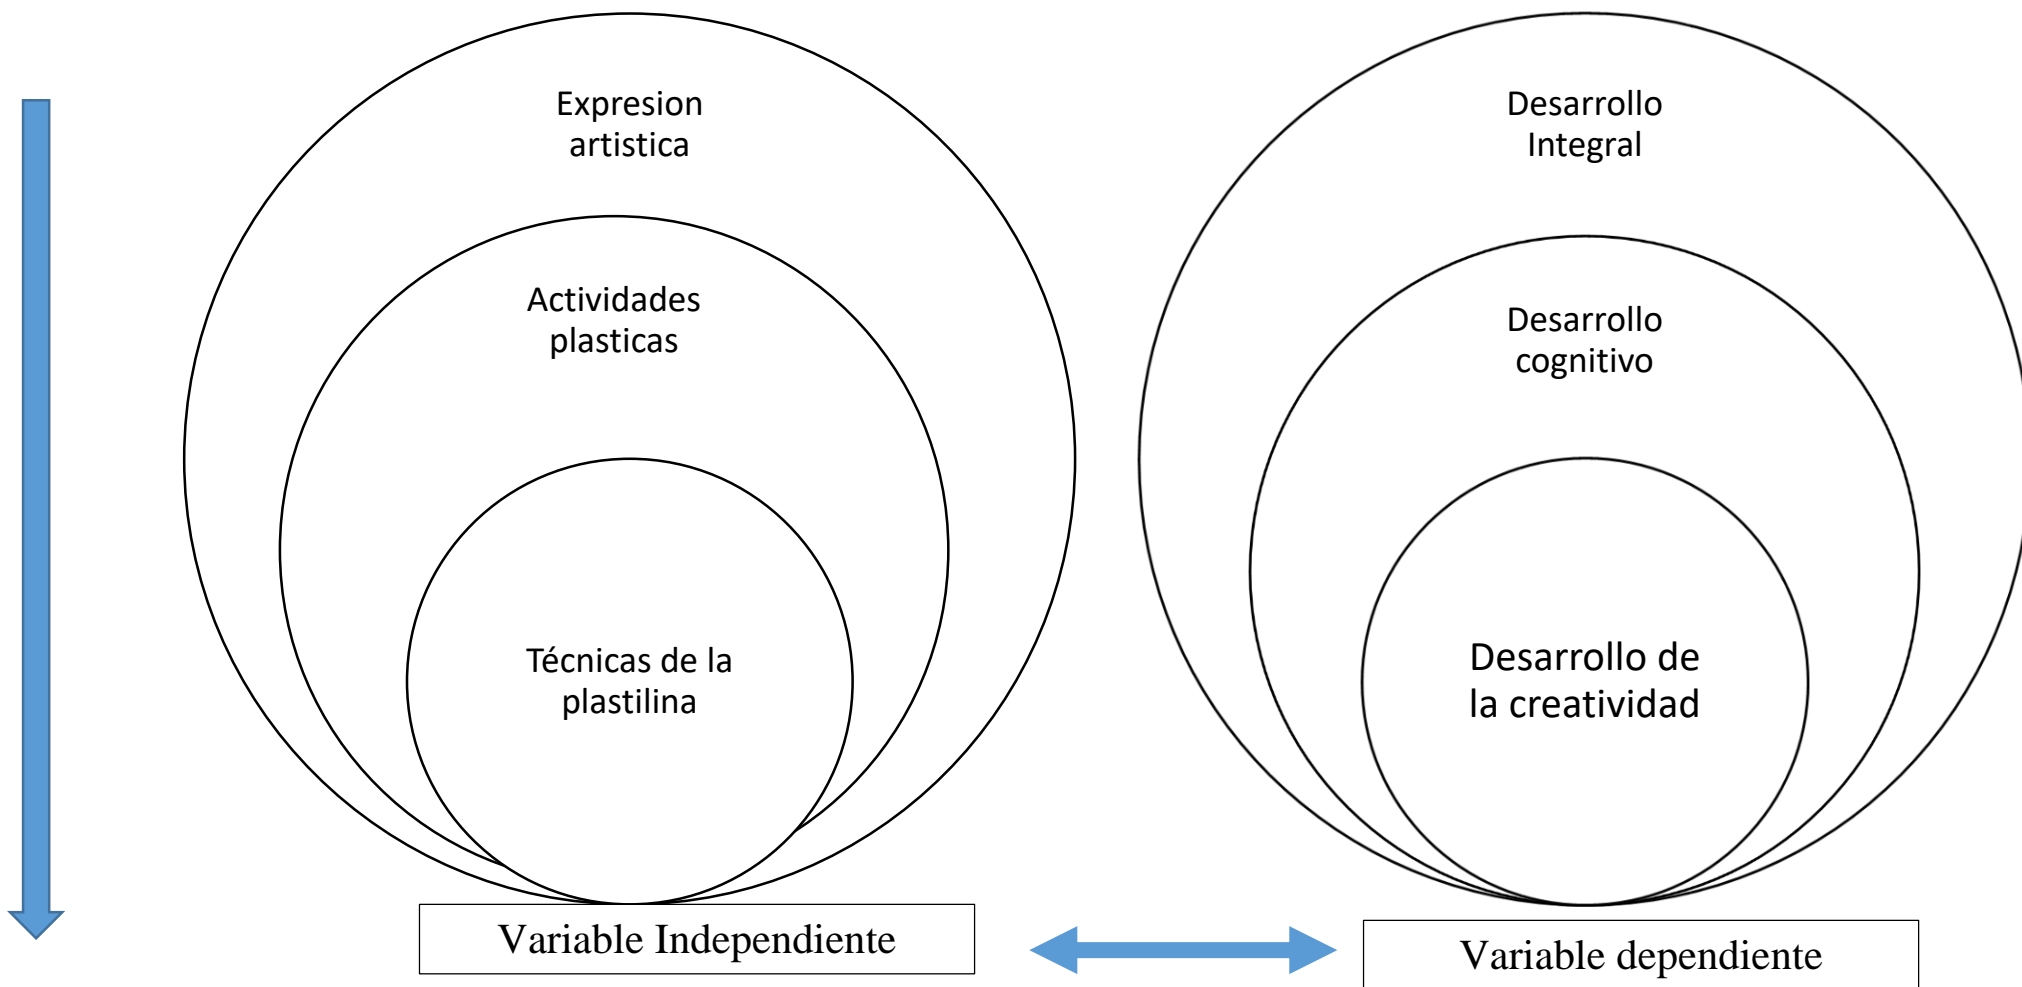 Expresion
artistica
Actividades
plasticas
Técnicas de la
plastilina
Variable Independiente
Desarrollo
Integral
Desarrollo
cognitivo
Desarrollo de
la creatividad
Variable dependiente